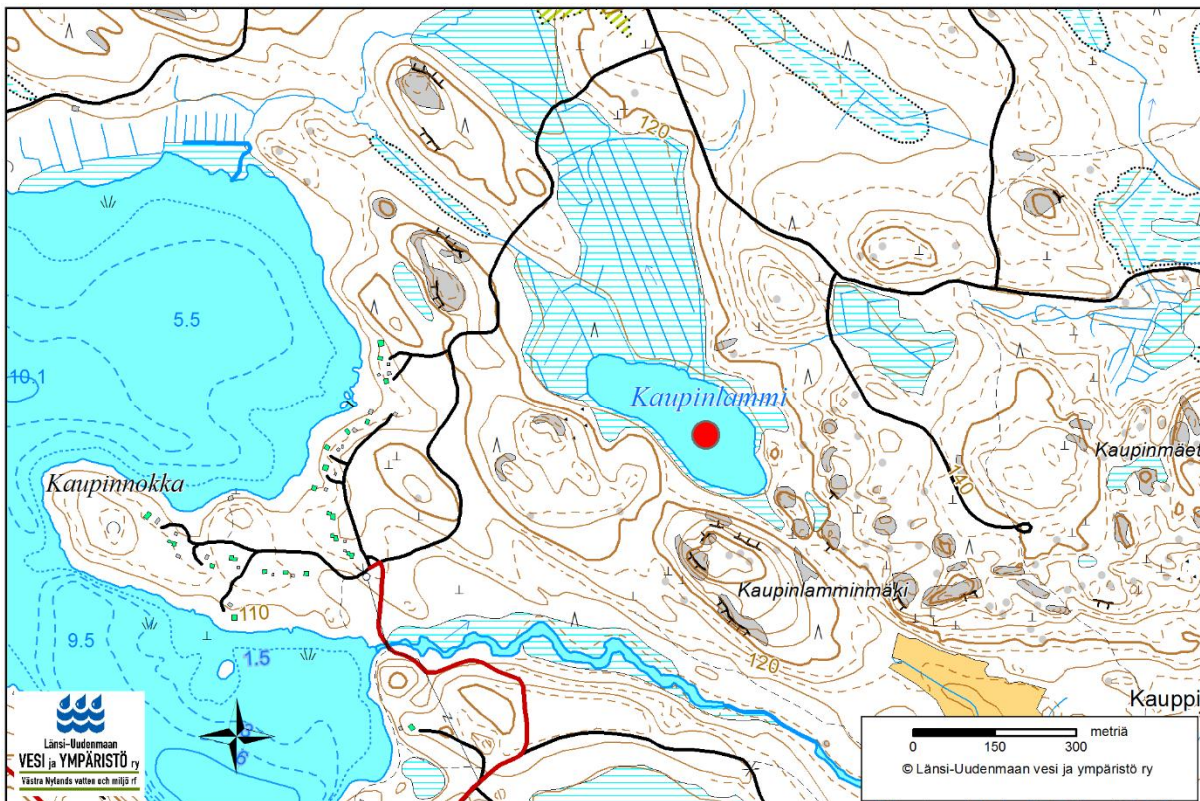 120
5.5
10.1
Kaupinlammi
Kaupinmäet
140
Kaupinnokka
Kaupinlamminmäki
110
9.5
1.5
120
Kauppi
6
Länsi-Uudenmaan
VESI ja YMPÄRISTÖ ry
Västra Nylands vatten och miljö rf
metriä
0 150 300
© Länsi-Uudenmaan vesi ja ympäristö ry